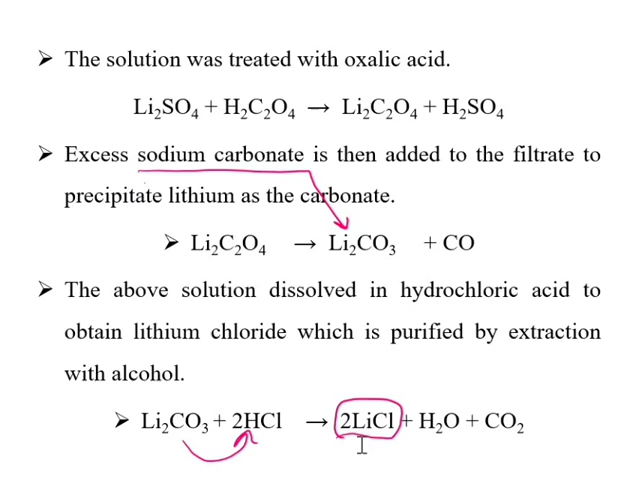 ➤ The solution was treated with oxalic acid.
Li₂SO₄ + H₂C₂O₄ → Li₂C₂O₄ + H₂SO₄
➤ Excess sodium carbonate is then added to the filtrate to
precipitate lithium as the carbonate.
➤ Li₂C₂O₄ → Li₂CO₃ + CO
➤ The above solution dissolved in hydrochloric acid to
obtain lithium chloride which is purified by extraction
with alcohol.
➤ Li₂CO₃ + 2HCl → 2LiCl + H₂O + CO₂